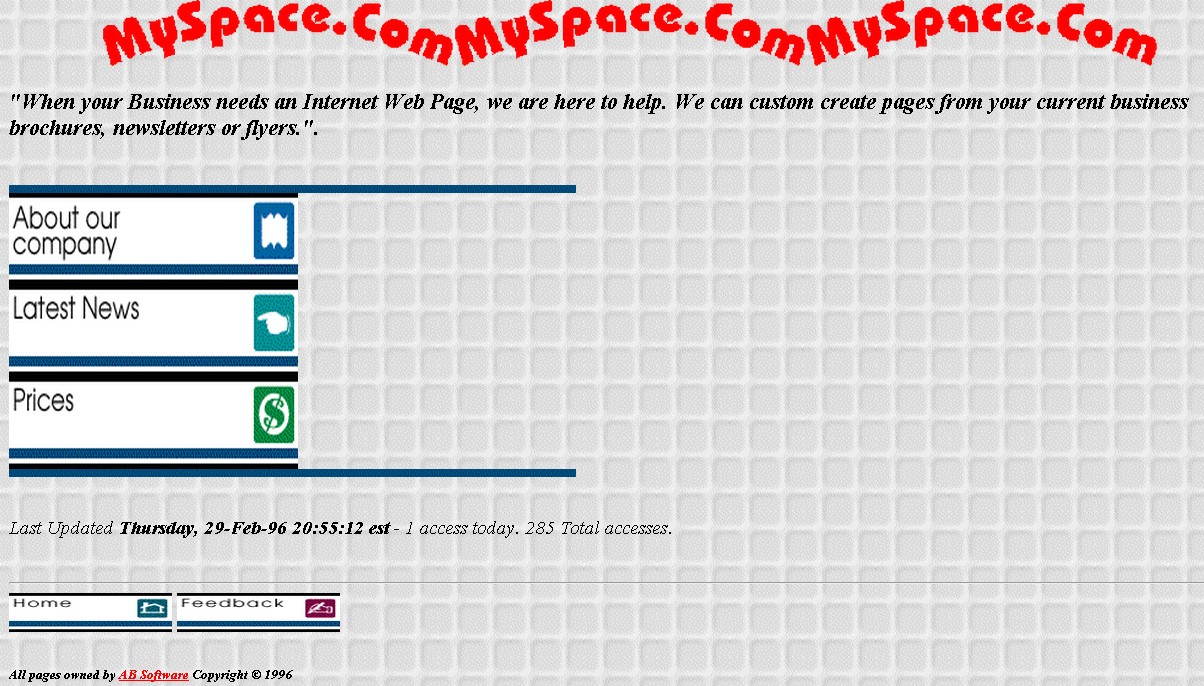 MySpace.ComMySpace.ComMySpace.Com
"When your Business needs an Internet Web Page, we are here to help. We can custom create pages from your current business
brochures, newsletters or flyers.".
About our
company
Latest News
Prices
Last Updated Thursday, 29-Feb-96 20:55:12 est - 1 access today. 285 Total accesses.
Home Feedback
All pages owned by AB Software Copyright © 1996